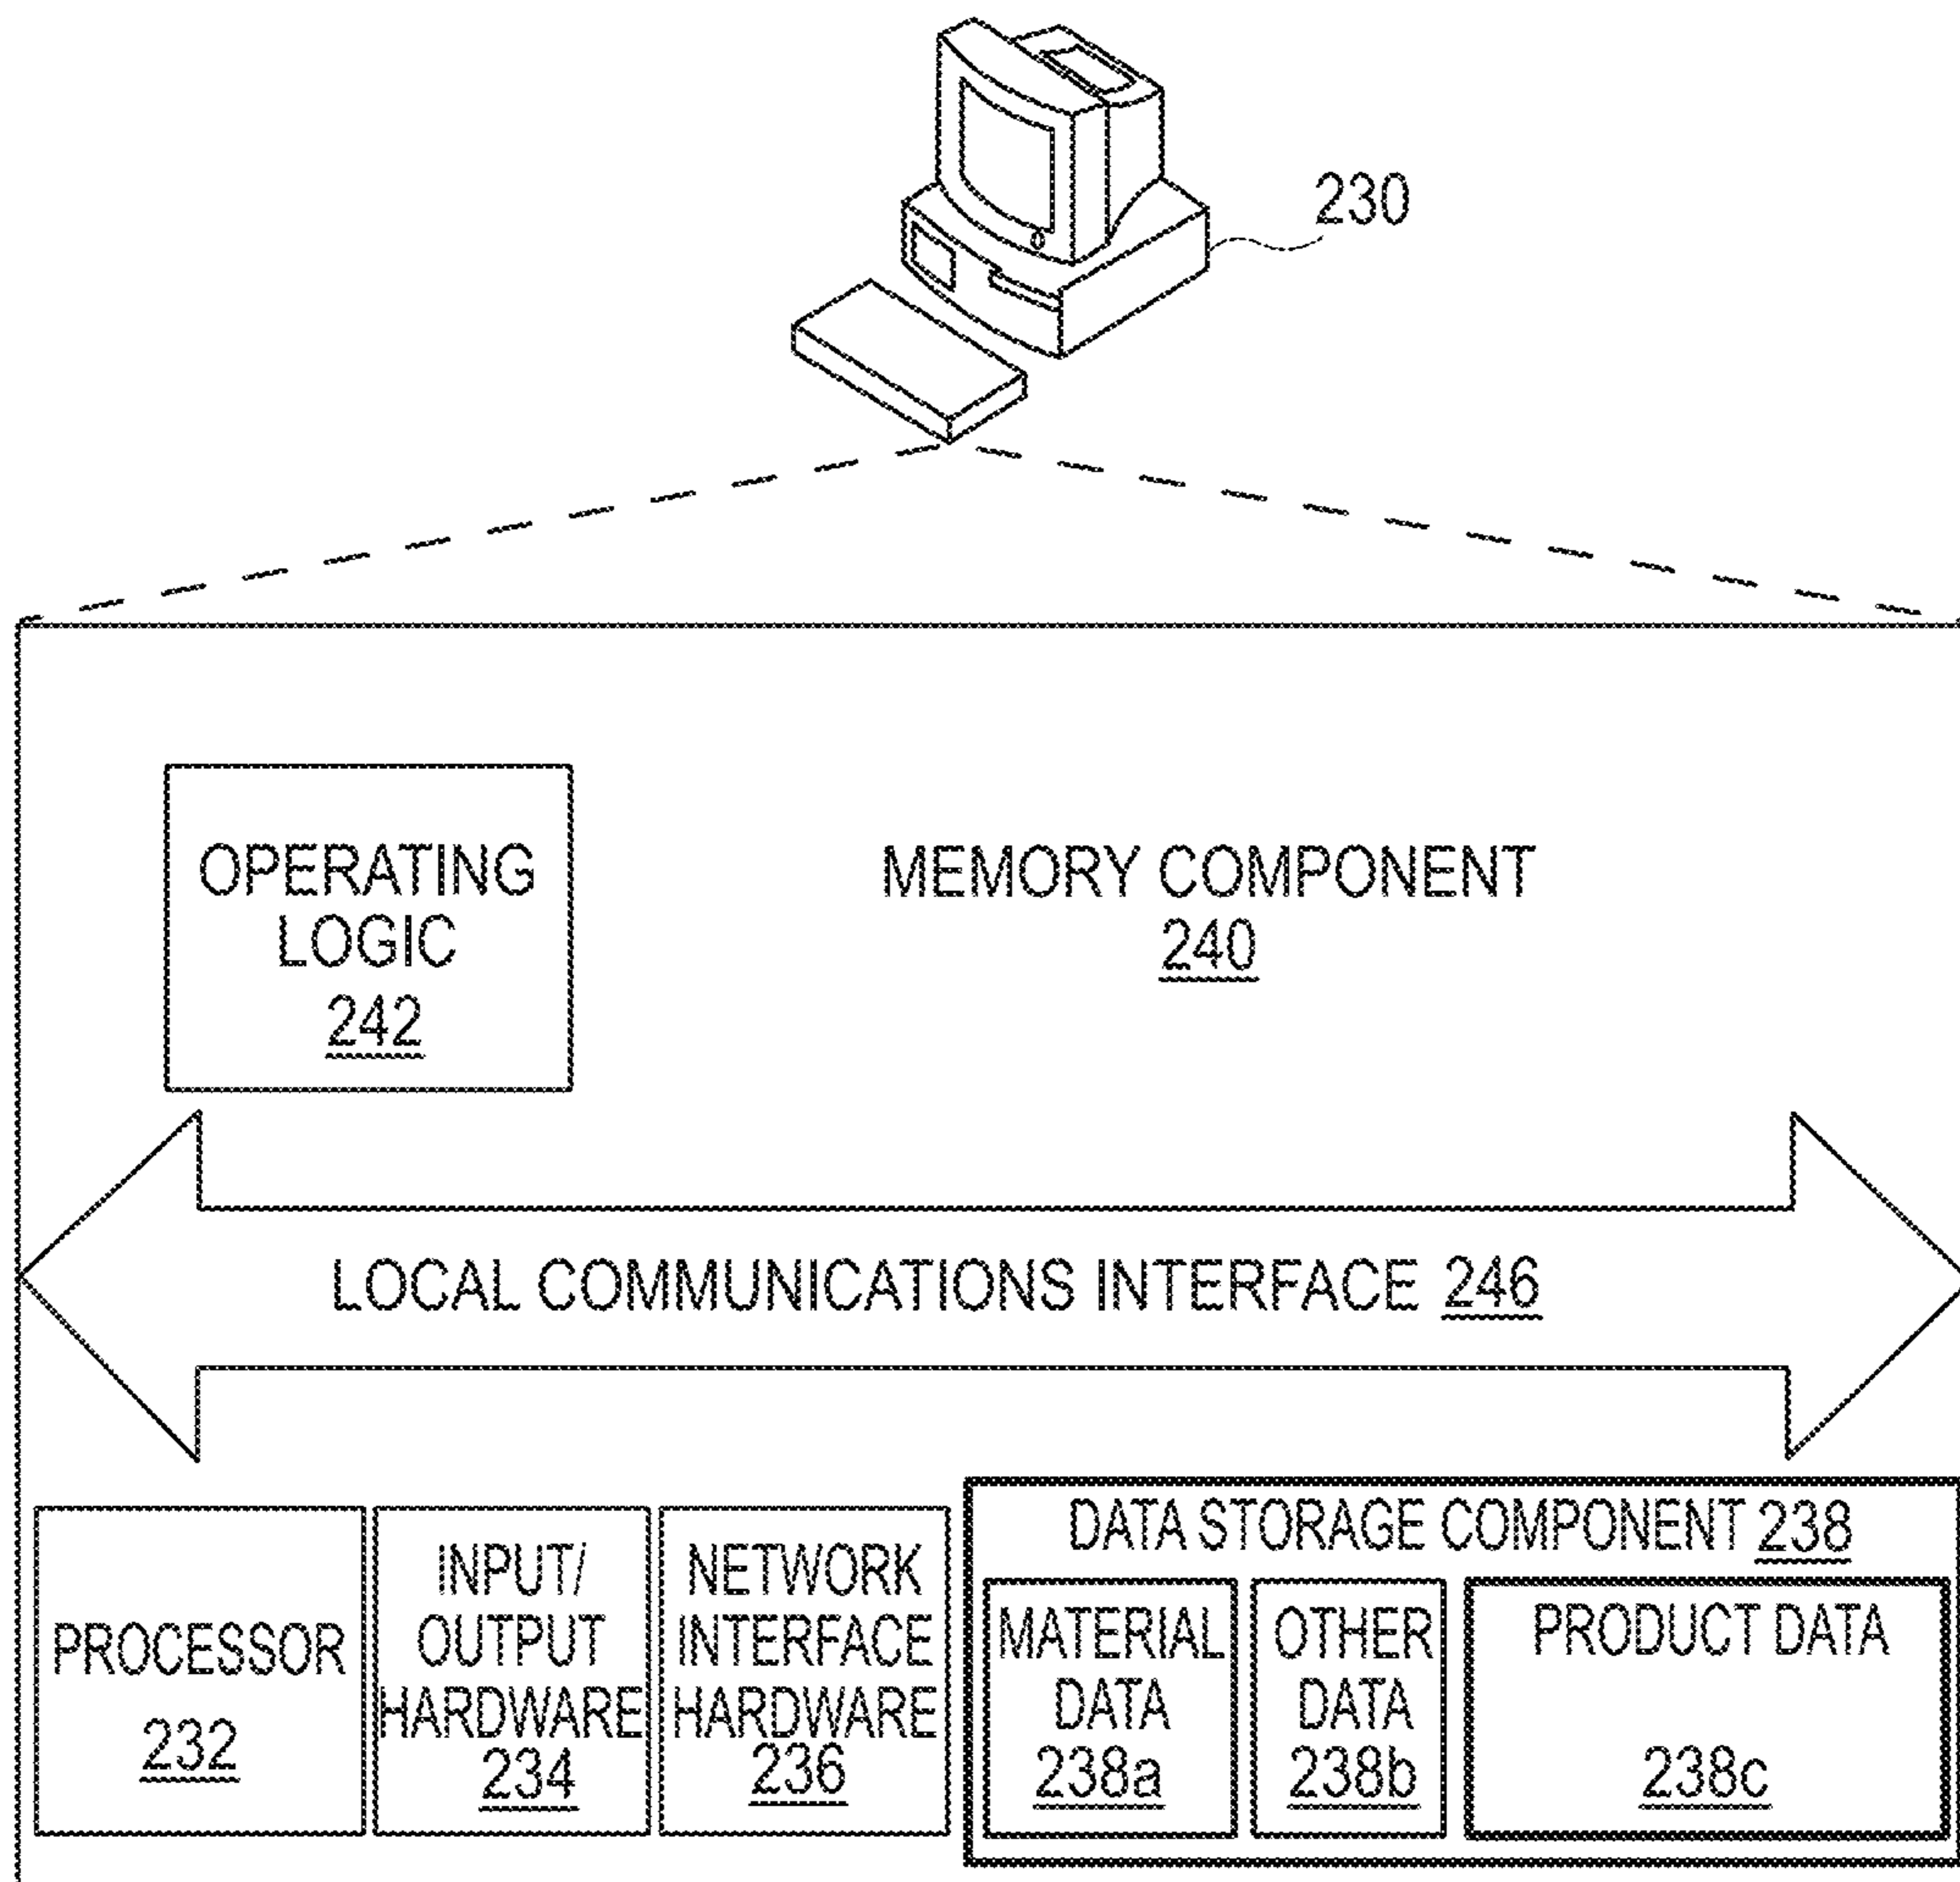 230
OPERATING
LOGIC
242
MEMORY COMPONENT
240
LOCAL COMMUNICATIONS INTERFACE 246
PROCESSOR
232
INPUT/
OUTPUT
HARDWARE
234
NETWORK
INTERFACE
HARDWARE
236
DATA STORAGE COMPONENT 238
MATERIAL
DATA
238a
OTHER
DATA
238b
PRODUCT DATA
238c